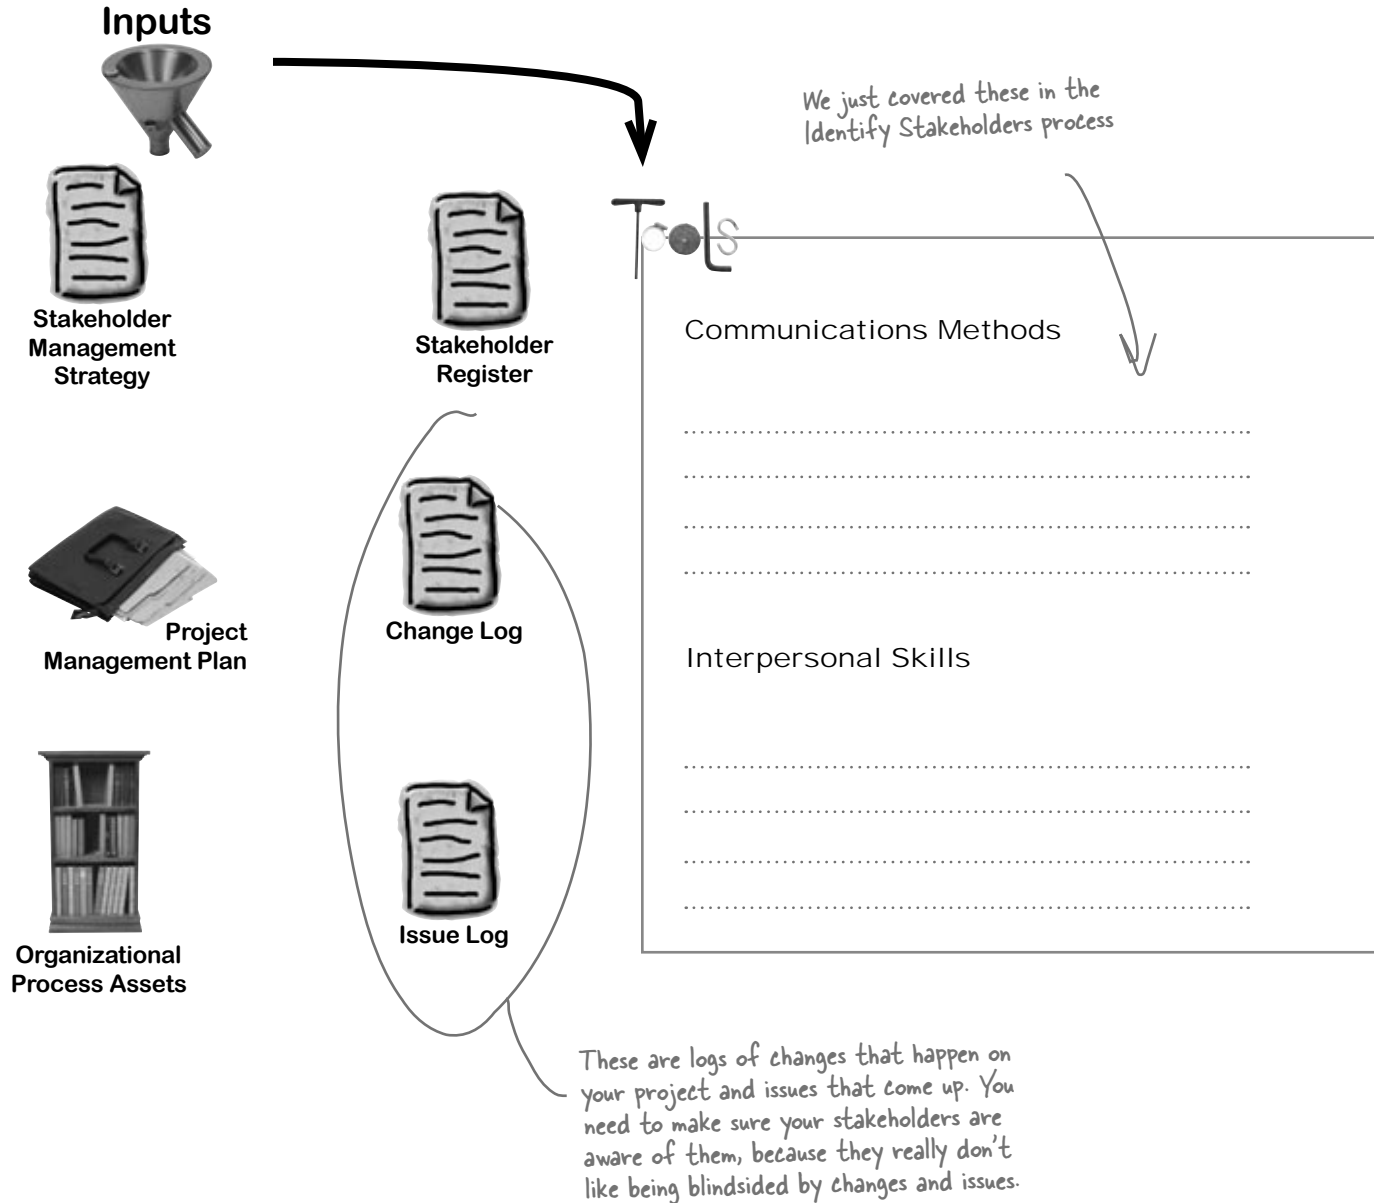 Inputs
We just covered these in the
Identify Stakeholders process
Tools
Stakeholder
Management
Strategy
Stakeholder
Register
Communications Methods
Project
Management Plan
Change Log
Interpersonal Skills
Organizational
Process Assets
Issue Log
These are logs of changes that happen on
your project and issues that come up. You
need to make sure your stakeholders are
aware of them, because they really don't
like being blindsided by changes and issues.